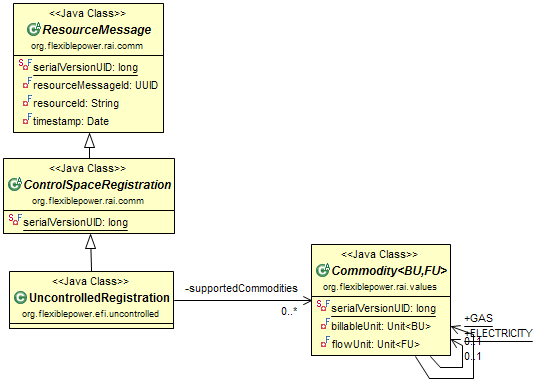 <<Java Class>>
ResourceMessage
org.flexiblepower.rai.comm
serialVersionUID: long
resourceMessageId: UUID
resourceId: String
timestamp: Date
<<Java Class>>
ControlSpaceRegistration
org.flexiblepower.rai.comm
serialVersionUID: long
<<Java Class>>
UncontrolledRegistration
org.flexiblepower.efi.uncontrolled
-supportedCommodities
0..*
<<Java Class>>
Commodity<BU,FU>
org.flexiblepower.rai.values
serialVersionUID: long
billableUnit: Unit<BU>
flowUnit: Unit<FU>
+GAS
+ELECTRICITY
0..1
0..1